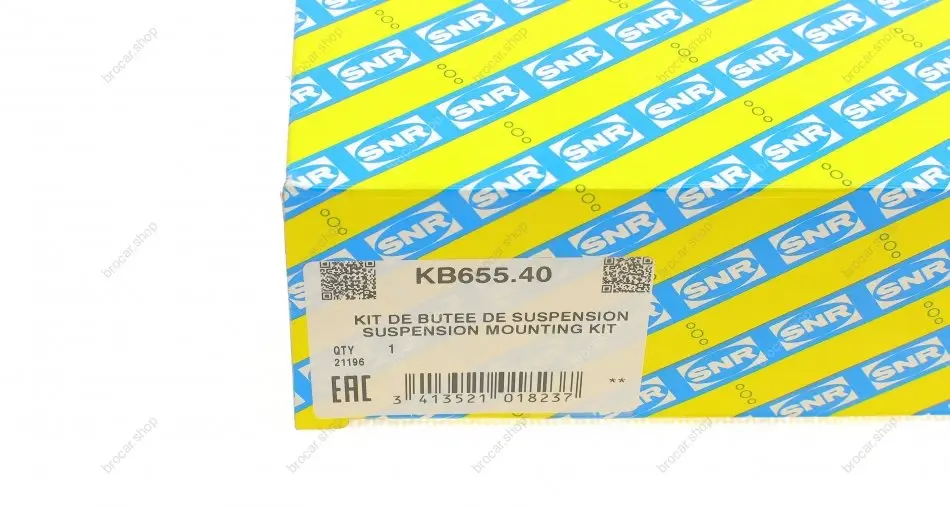 SNR
KB655.40
KIT DE BUTEE DE SUSPENSION
SUSPENSION MOUNTING KIT
QTY 1
21196
EAC **
3 413521 018237
brocar.shop